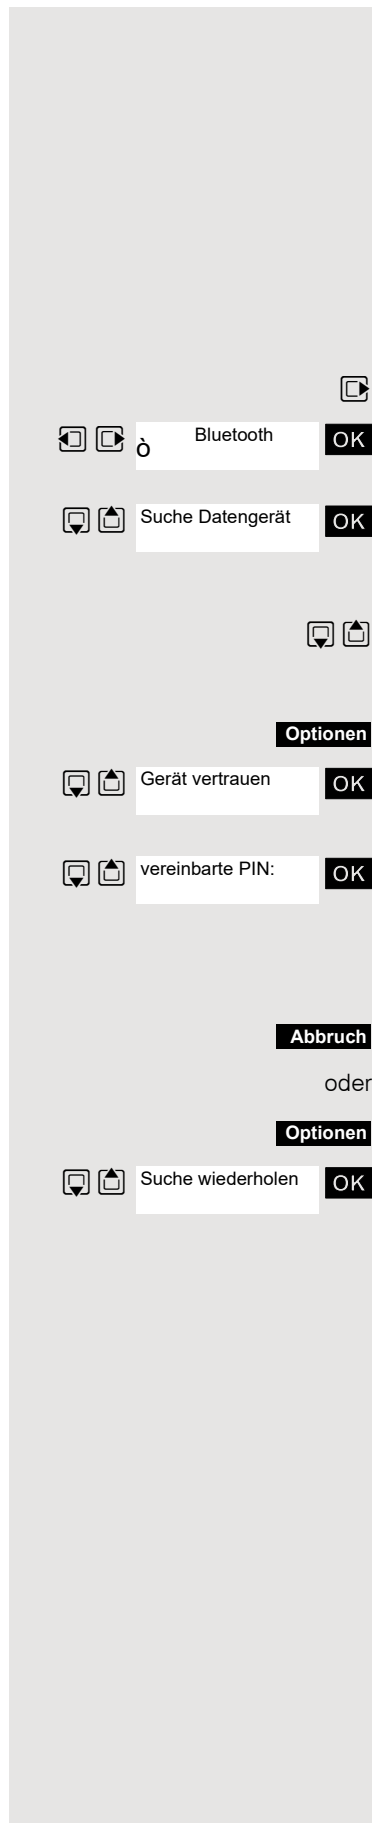 ò Bluetooth OK
Suche Datengerät OK
Optionen
Gerät vertrauen OK
vereinbarte PIN: OK
Abbruch
oder
Optionen
Suche wiederholen OK